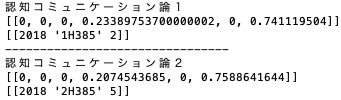 認知コミュニケーション論１
[[0, 0, 0, 0.23389753700000002, 0, 0.741119504]]
[[2018 '1H385' 2]]
--------------------------------
認知コミュニケーション論２
[[0, 0, 0, 0.2074543685, 0, 0.7588641644]]
[[2018 '2H385' 5]]